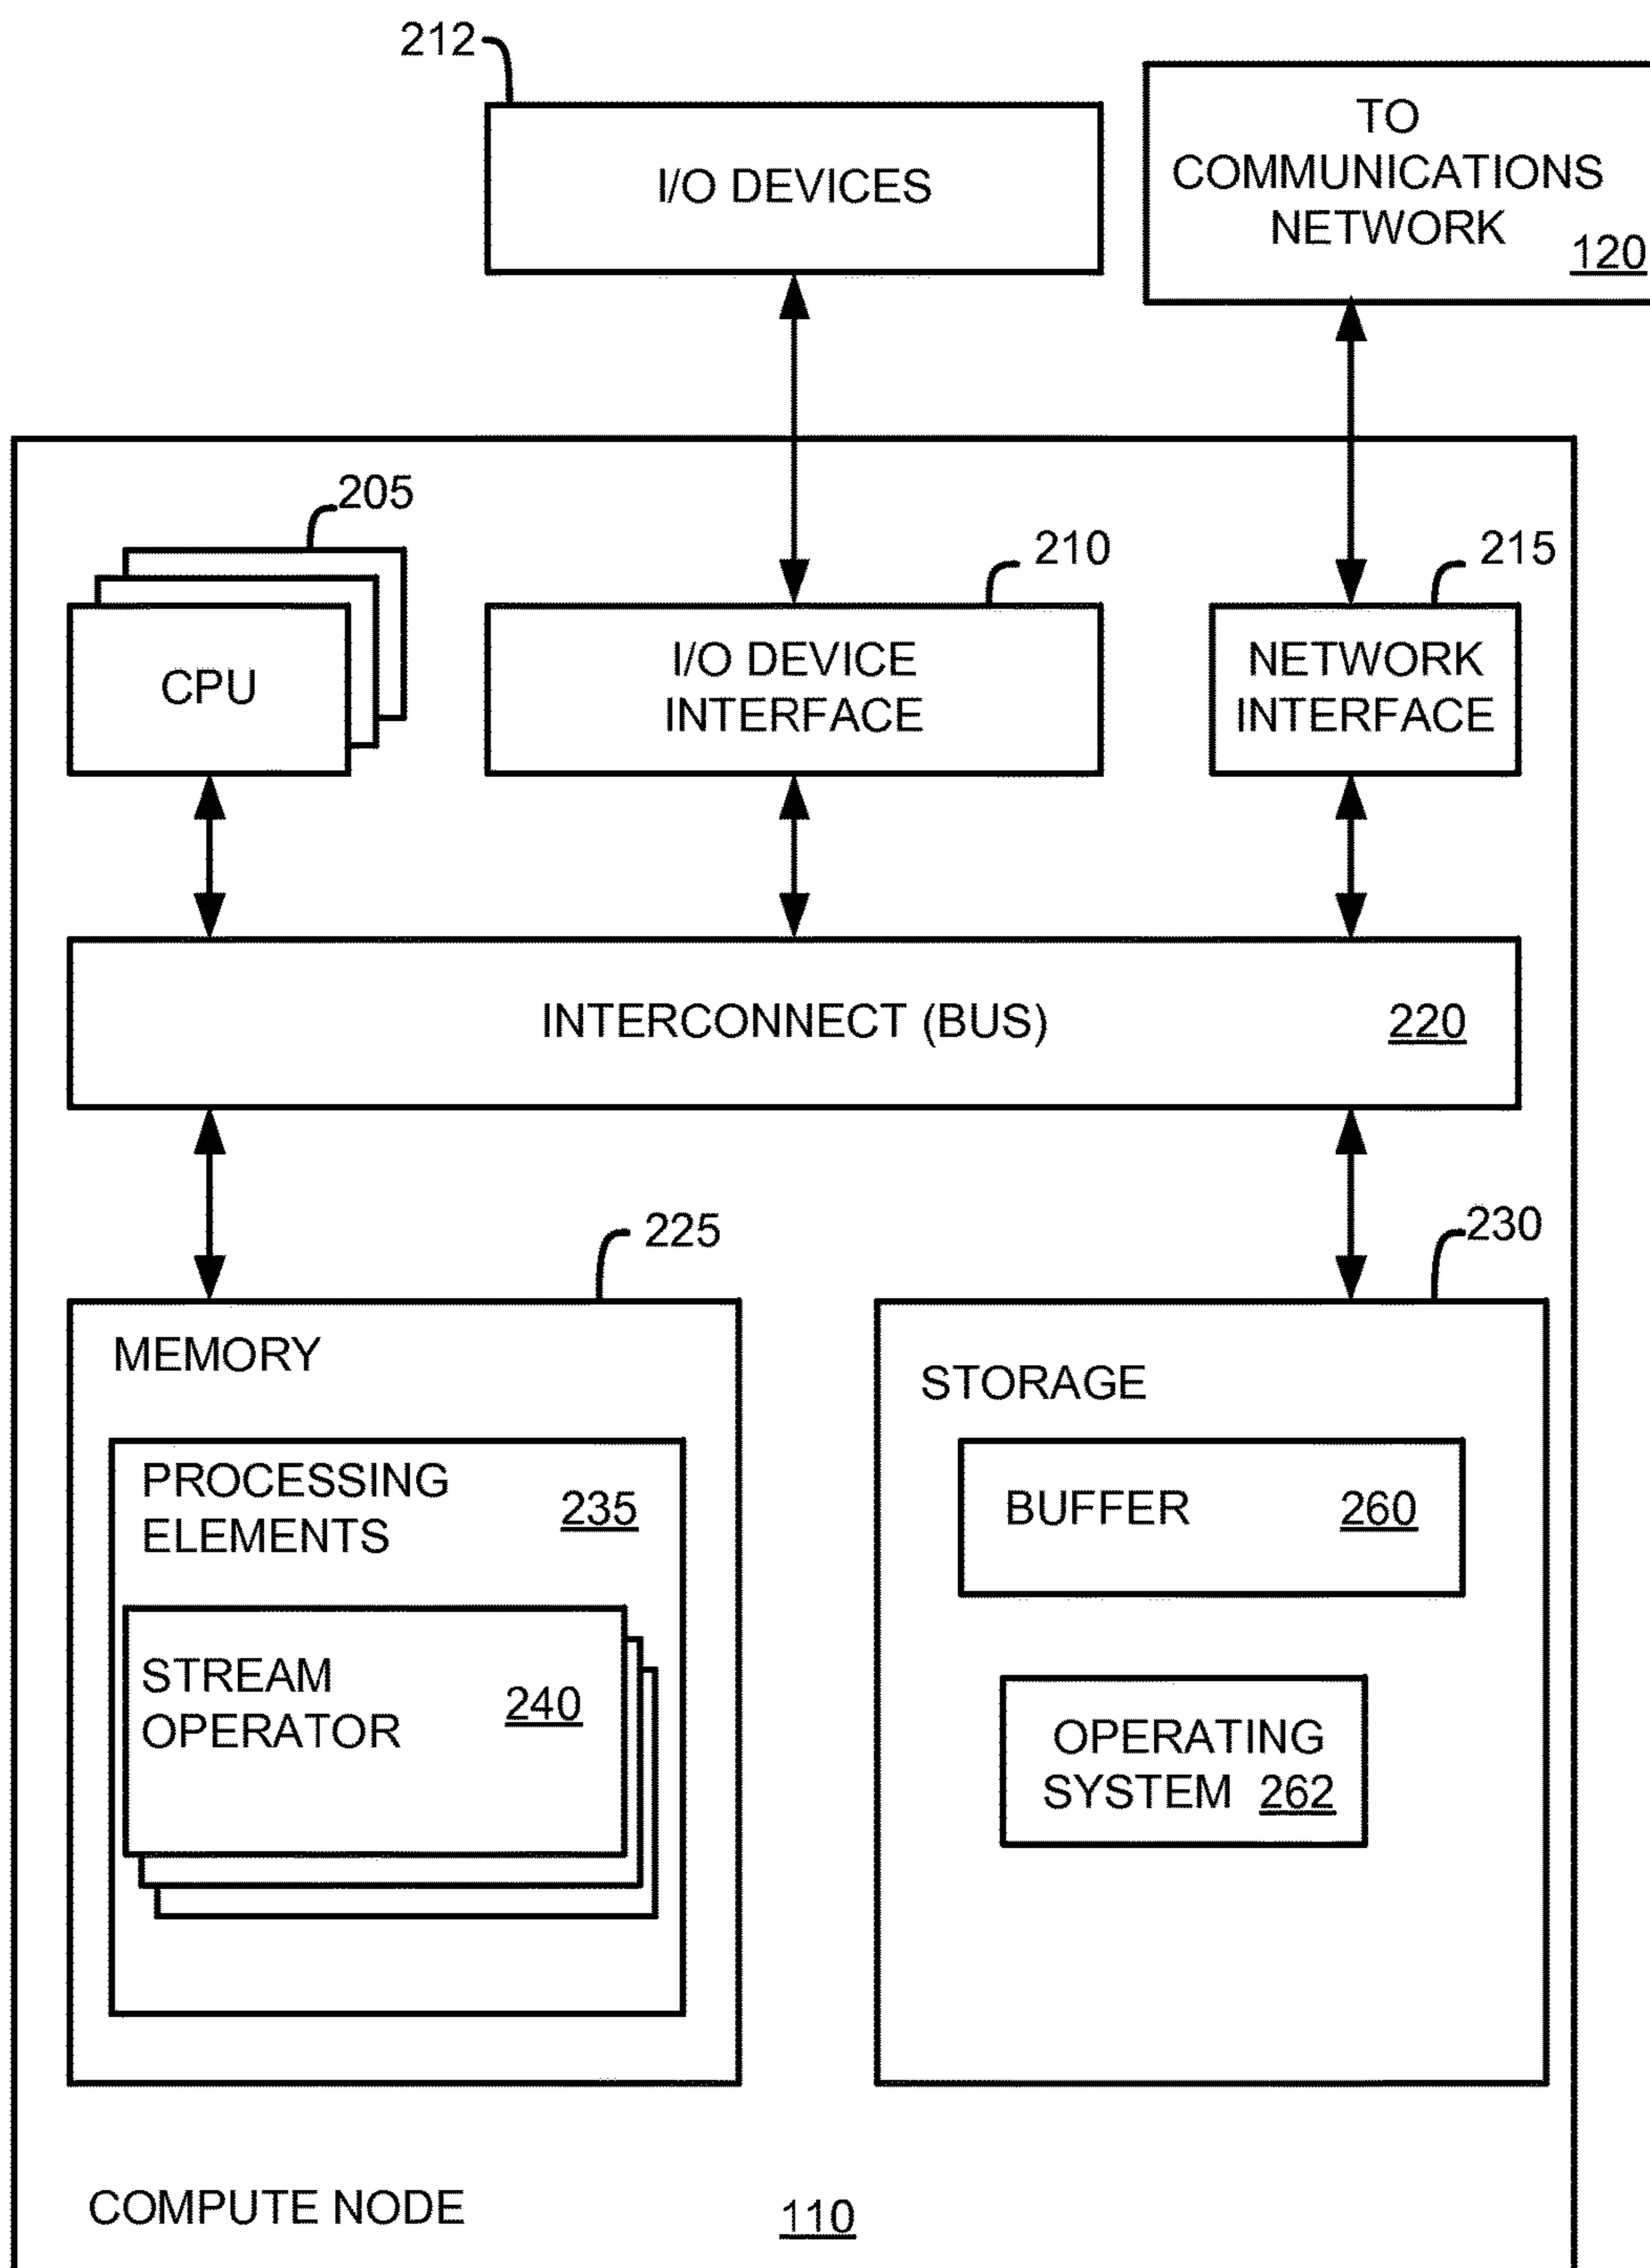 212
I/O DEVICES
TO
COMMUNICATIONS
NETWORK
120
205
210
215
CPU
I/O DEVICE
INTERFACE
NETWORK
INTERFACE
INTERCONNECT (BUS) 220
225
230
MEMORY
PROCESSING
ELEMENTS
235
STREAM
OPERATOR
240
STORAGE
BUFFER 260
OPERATING
SYSTEM 262
COMPUTE NODE 110